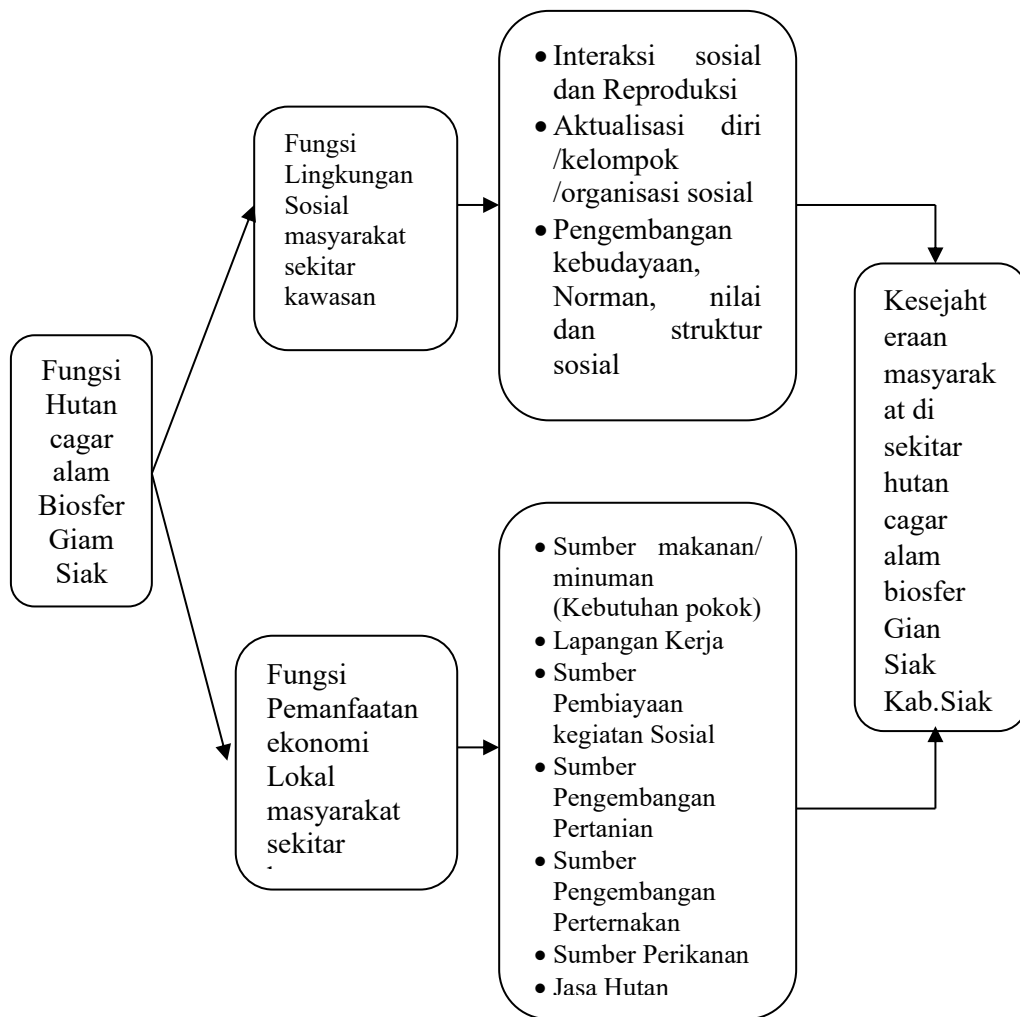 Fungsi
Hutan
cagar
alam
Biosfer
Giam
Siak
Fungsi
Lingkungan
Sosial
masyarakat
sekitar
kawasan
• Interaksi sosial
dan Reproduksi
• Aktualisasi diri
/kelompok
/organisasi sosial
• Pengembangan
kebudayaan,
Norman, nilai
dan struktur
sosial
Fungsi
Pemanfaatan
ekonomi
Lokal
masyarakat
sekitar
• Sumber makanan/
minuman
(Kebutuhan pokok)
• Lapangan Kerja
• Sumber
Pembiayaan
kegiatan Sosial
• Sumber
Pengembangan
Pertanian
• Sumber
Pengembangan
Perternakan
• Sumber Perikanan
• Jasa Hutan
Kesejaht
eraan
masyarak
at di
sekitar
hutan
cagar
alam
biosfer
Gian
Siak
Kab.Siak